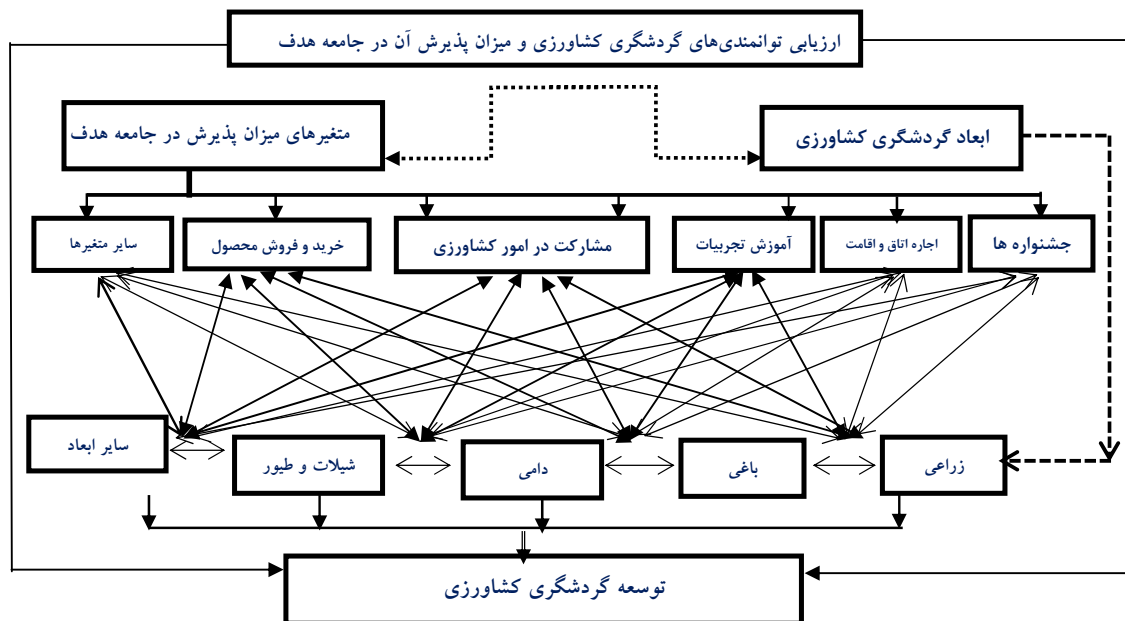 ارزیابی توانمندی‌های گردشگری کشاورزی و میزان پذیرش آن در جامعه هدف
ابعاد گردشگری کشاورزی
متغیرهای میزان پذیرش در جامعه هدف
جشنواره ها
اجاره اتاق و اقامت
آموزش تجربیات
مشارکت در امور کشاورزی
خرید و فروش محصول
سایر متغیرها
زراعی
باغی
دامی
شیلات و طیور
سایر ابعاد
توسعه گردشگری کشاورزی